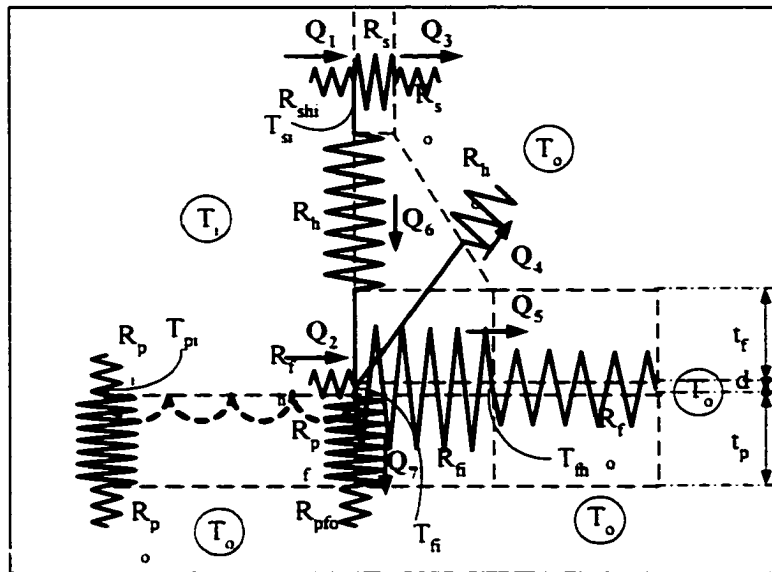 Q1 Rs Q3
Rshi Rs
Tsi o
To
Rh
Ti
Rh Q6
o
Q4
Rp Tpi Q2 Q5 tf
Rf
i d
To
n
Rp Rf
tp
f Q7 Rfi Tfh o
Rp To Rpfo Tfi To
o